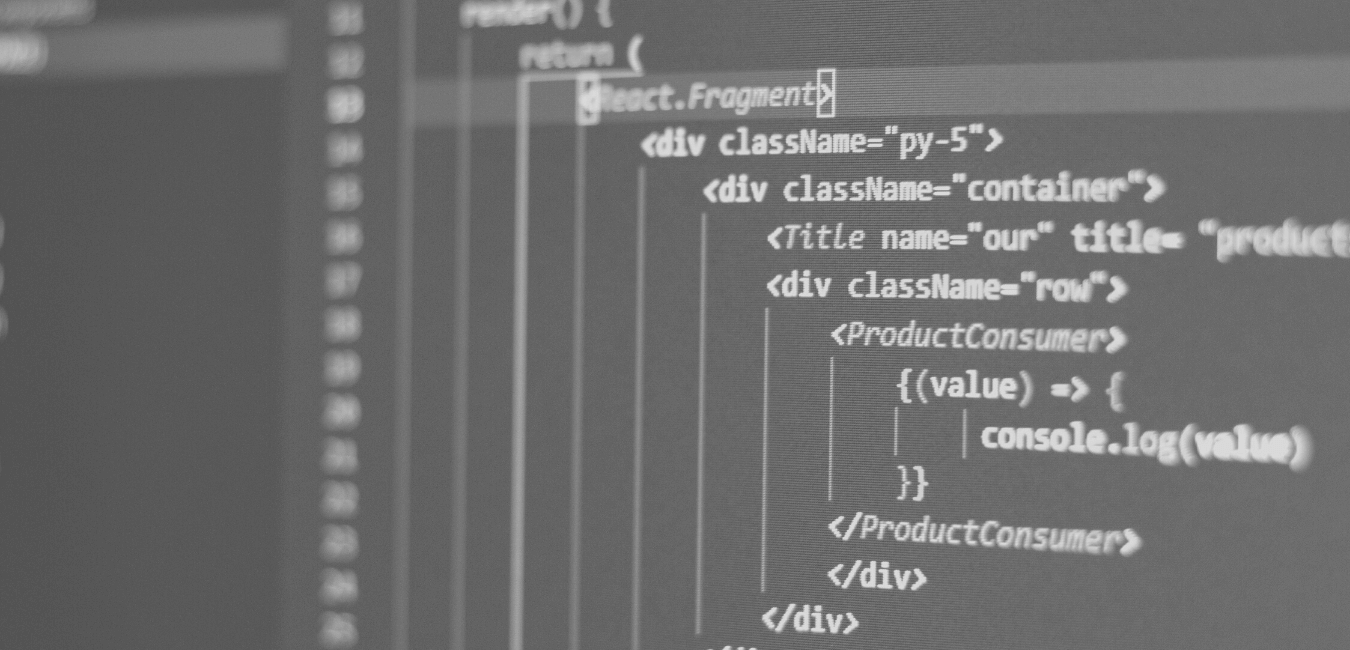 render() {
return (
<React.Fragment>
<div className="py-5">
<div className="container">
<Title name="our" title= "product
<div className="row">
<ProductConsumer>
{(value) => {
console.log(value)
}}
</ProductConsumer>
</div>
</div>